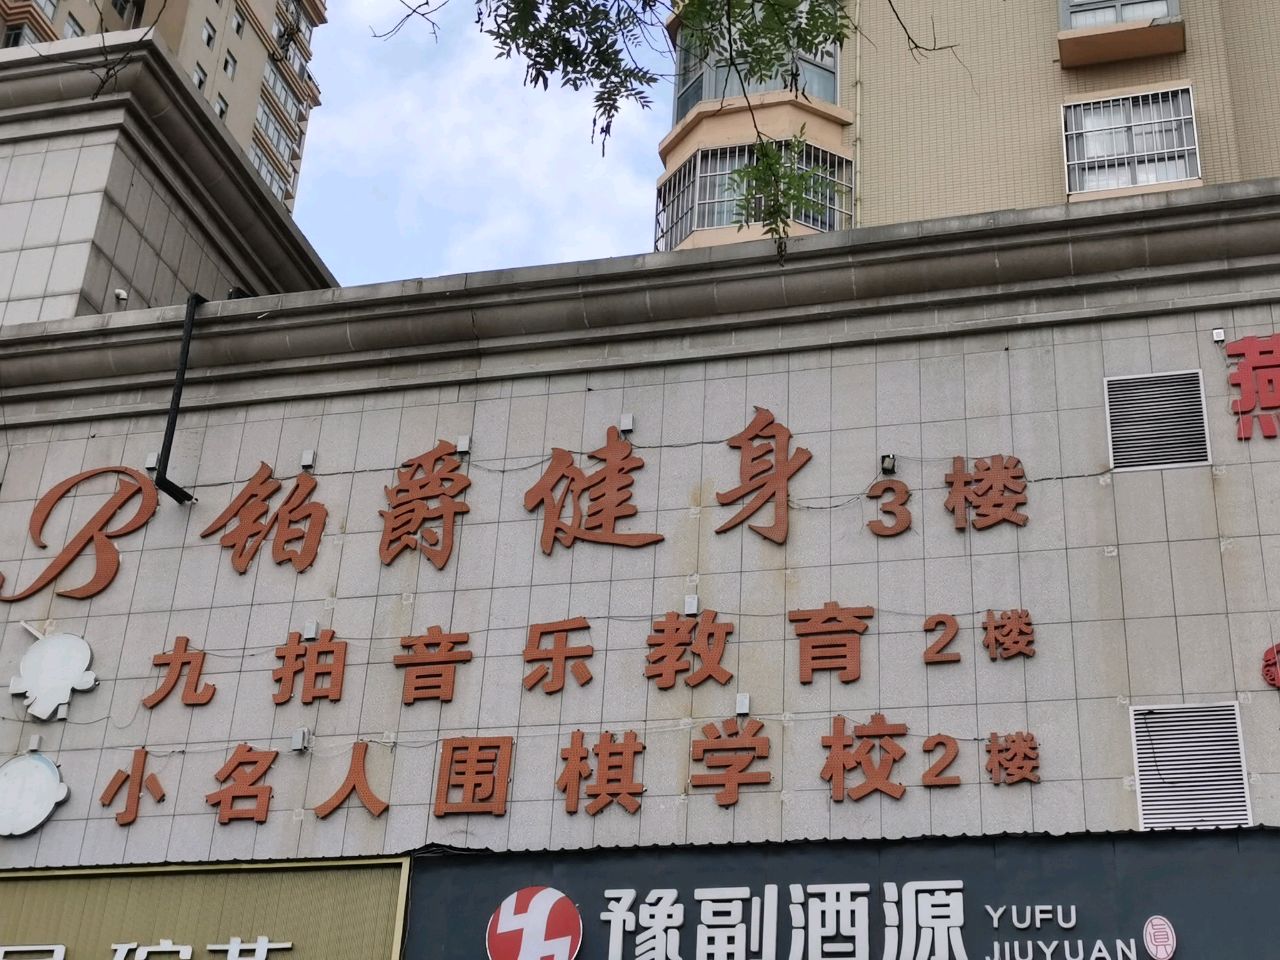 B 铂爵健身 3楼
九拍音乐教育 2楼
小名人围棋学校 2楼
燕
豫副酒源
YUFU
JIUYUAN